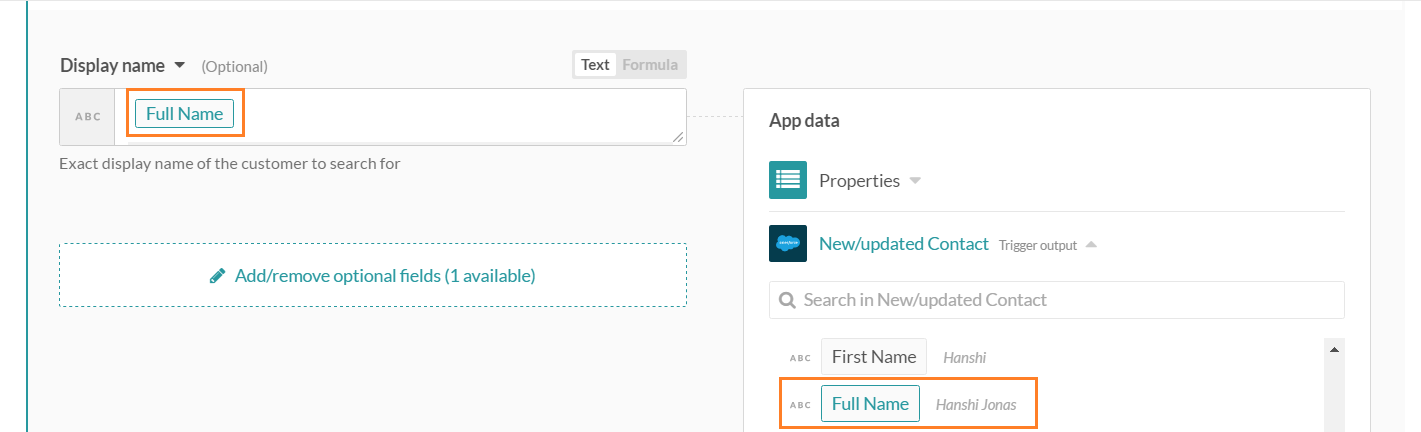 Display name (Optional) Text Formula
ABC Full Name
Exact display name of the customer to search for
Add/remove optional fields (1 available)
App data
Properties
salesforce New/updated Contact Trigger output
Search in New/updated Contact
ABC First Name Hanshi
ABC Full Name Hanshi Jonas